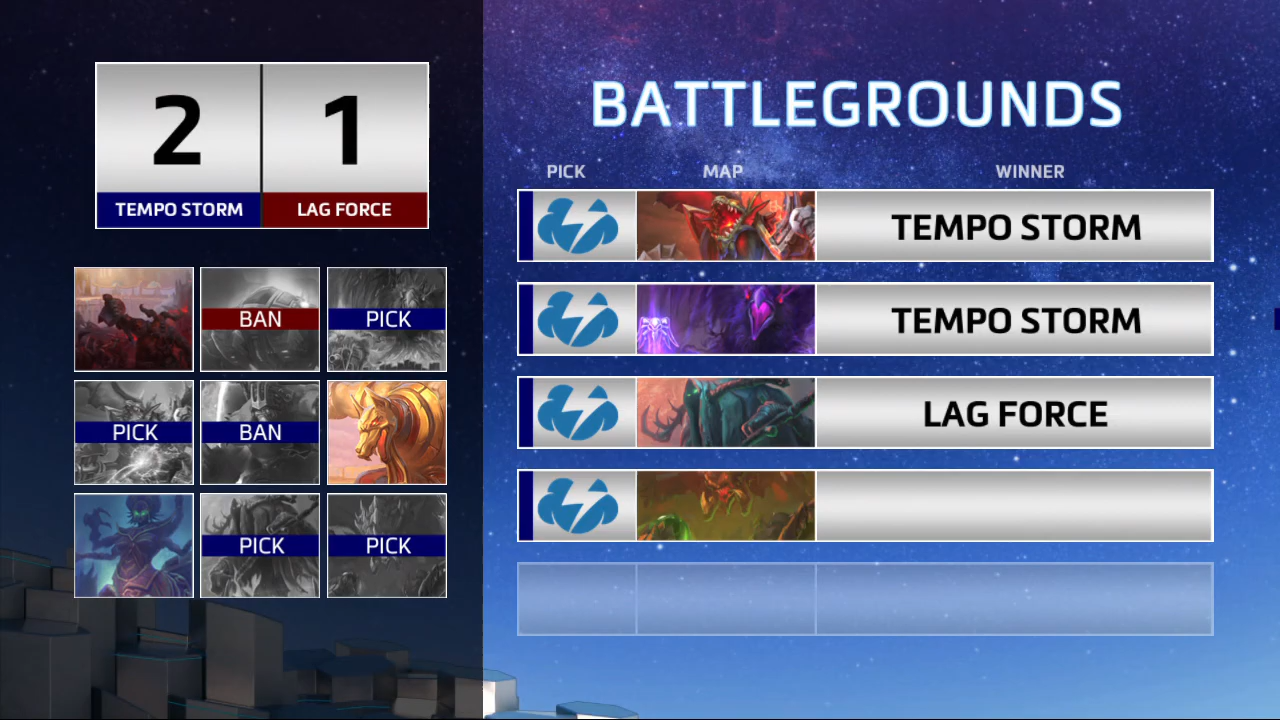 2 1
TEMPO STORM LAG FORCE
BAN PICK
PICK BAN
PICK PICK
BATTLEGROUNDS
PICK MAP WINNER
TEMPO STORM
TEMPO STORM
LAG FORCE